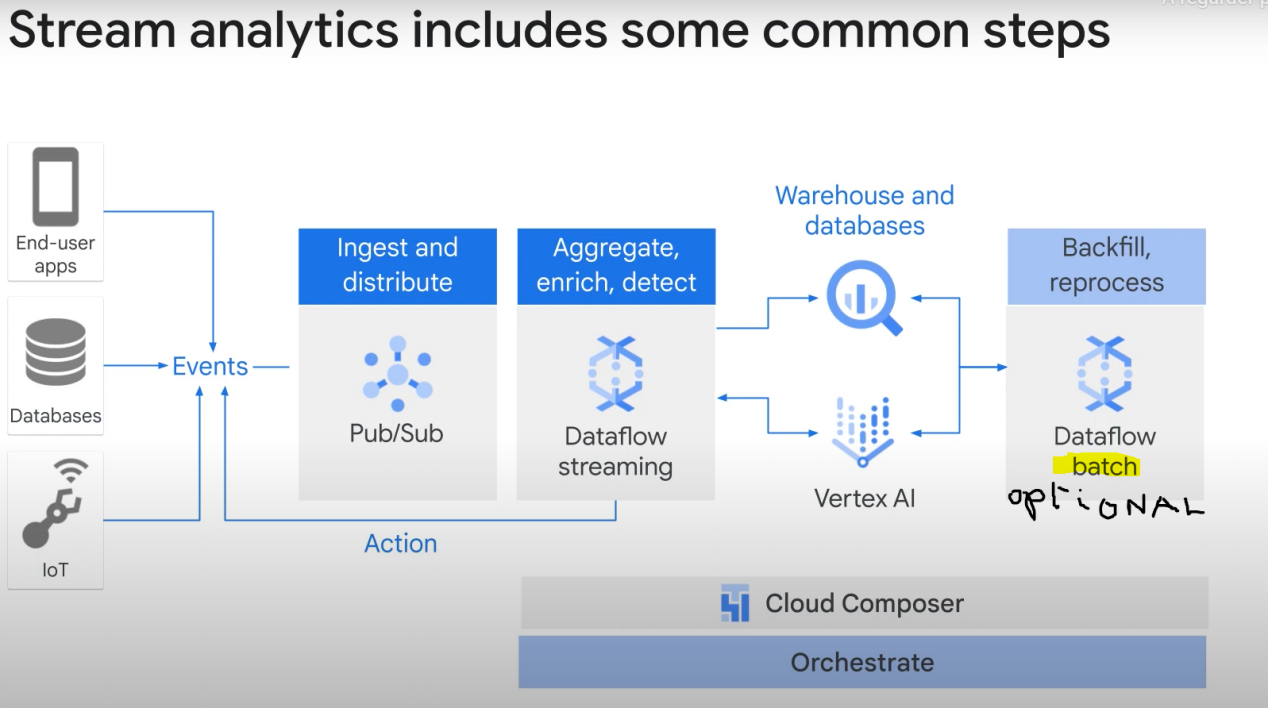 A regarder p
Stream analytics includes some common steps
End-user
apps
Databases
IoT
Events
Action
Ingest and
distribute
Pub/Sub
Aggregate,
enrich, detect
Dataflow
streaming
Warehouse and
databases
Vertex AI
Backfill,
reprocess
Dataflow
batch
optiONAL
Cloud Composer
Orchestrate